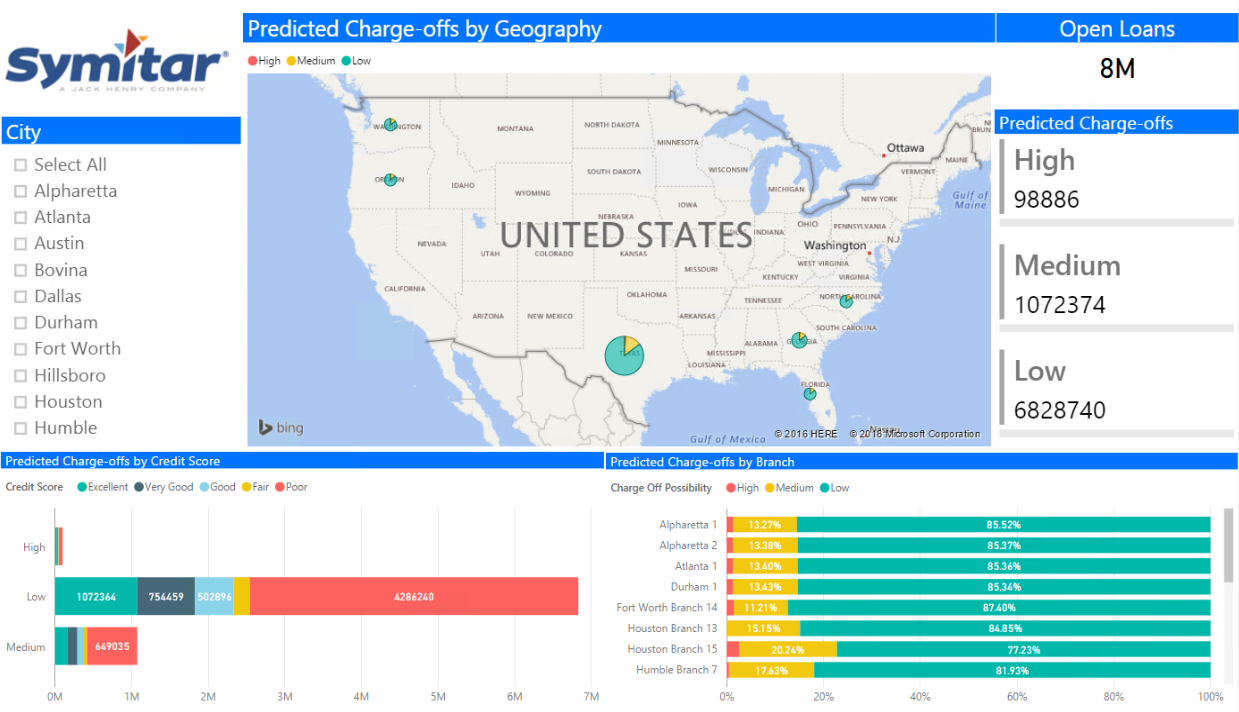 Symitar®
A JACK HENRY COMPANY
City
Select All
Alpharetta
Atlanta
Austin
Bovina
Dallas
Durham
Fort Worth
Hillsboro
Houston
Humble
Predicted Charge-offs by Geography
High Medium Low
Ottawa
MONTANA
NORTH DAKOTA
MINNESOTA
MAINE
SOUTH DAKOTA
WISCONSIN
VERMONT
IDAHO
WYOMING
MICHIGAN
NEW YORK
Gulf of
Maine
IOWA
NEBRASKA
UNITED STATES
INDIANA
OHIO
PENNSYLVANIA
N.J.
NEVADA
UTAH
COLORADO
KANSAS
Washington
WEST VIRGINIA
MISSOURI
KENTUCKY
VIRGINIA
CALIFORNIA
OKLAHOMA
TENNESSEE
ARIZONA
NEW MEXICO
ARKANSAS
SOUTH CAROLINA
ALABAMA
MISSISSIPPI
TEXAS
LOUISIANA
FLORIDA
bing
Gulf of Mexico
© 2016 HERE © 2016 Microsoft Corporation
Open Loans
8M
Predicted Charge-offs
High
98886
Medium
1072374
Low
6828740
Predicted Charge-offs by Credit Score
Credit Score Excellent Very Good Good Fair Poor
High
Low 1072364 754459 502896 4286240
Medium 649035
0M 1M 2M 3M 4M 5M 6M 7M
Predicted Charge-offs by Branch
Charge Off Possibility High Medium Low
Alpharetta 1 13.27% 85.52%
Alpharetta 2 13.38% 85.37%
Atlanta 1 13.40% 85.36%
Durham 1 13.43% 85.34%
Fort Worth Branch 14 11.21% 87.40%
Houston Branch 13 15.15% 84.85%
Houston Branch 15 20.24% 77.23%
Humble Branch 7 17.63% 81.93%
0% 20% 40% 60% 80% 100%